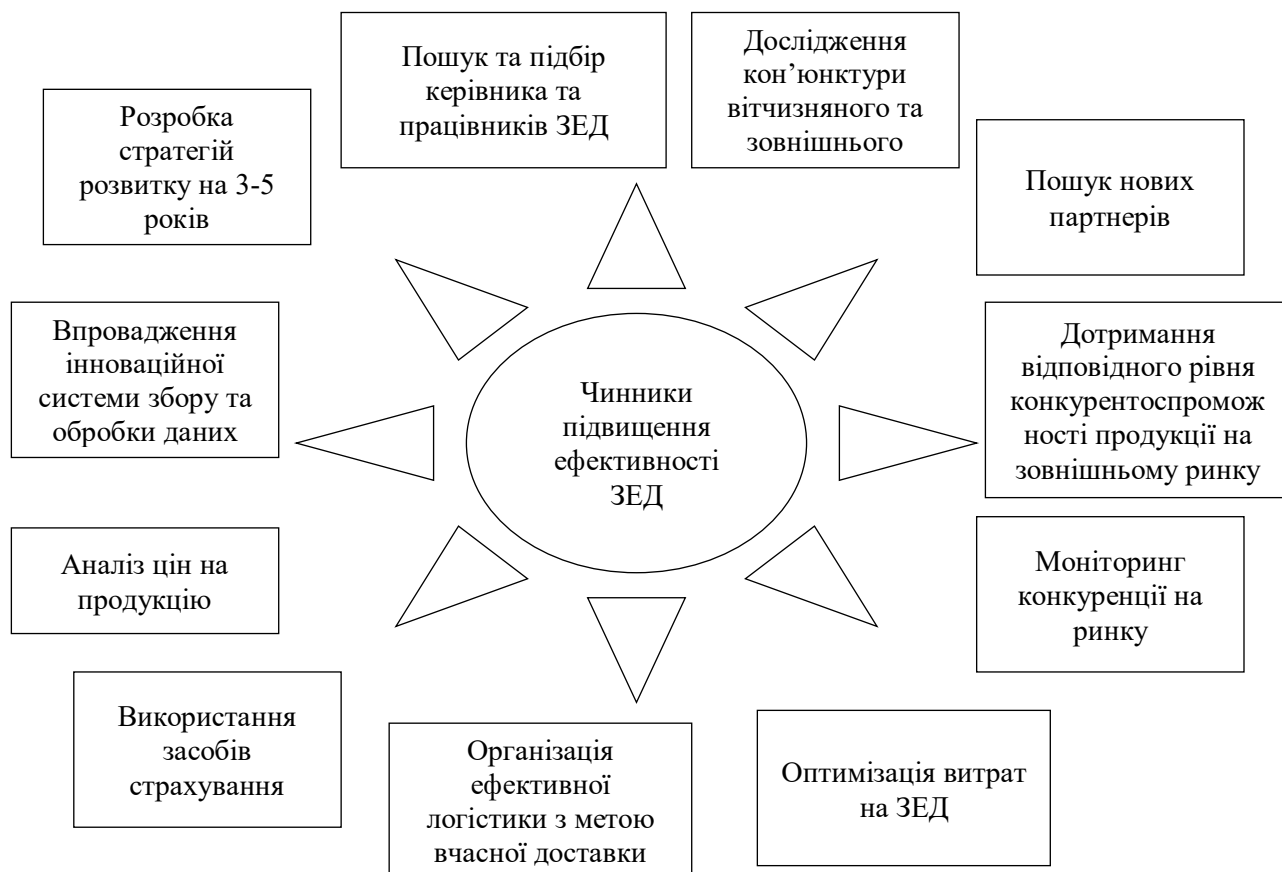 Пошук та підбір
керівника та
працівників ЗЕД
Дослідження
кон’юнктури
вітчизняного та
зовнішнього
Розробка
стратегій
розвитку на 3-5
років
Пошук нових
партнерів
Впровадження
інноваційної
системи збору та
обробки даних
Чинники
підвищення
ефективності
ЗЕД
Дотримання
відповідного рівня
конкурентоспромож
ності продукції на
зовнішньому ринку
Аналіз цін на
продукцію
Моніторинг
конкуренції на
ринку
Використання
засобів
страхування
Організація
ефективної
логістики з метою
вчасної доставки
Оптимізація витрат
на ЗЕД